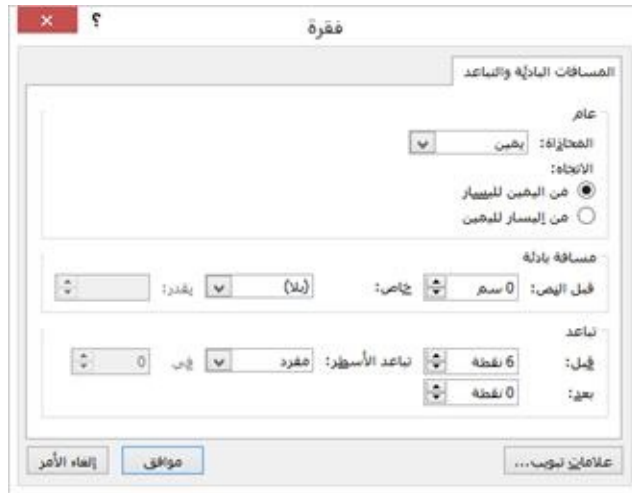 فقرة ؟
المسافات البادئة والتباعد
عام
المحاذاة: يمين
الاتجاه:
من اليمين لليسار
من اليسار لليمين
مسافة بادئة
قبل النص: 0 سم خاص: (بلا) بقدر:
تباعد
قبل: 6 نقطة تباعد الأسطر: مفرد في 0
بعد: 0 نقطة
علامات تبويب... موافق إلغاء الأمر